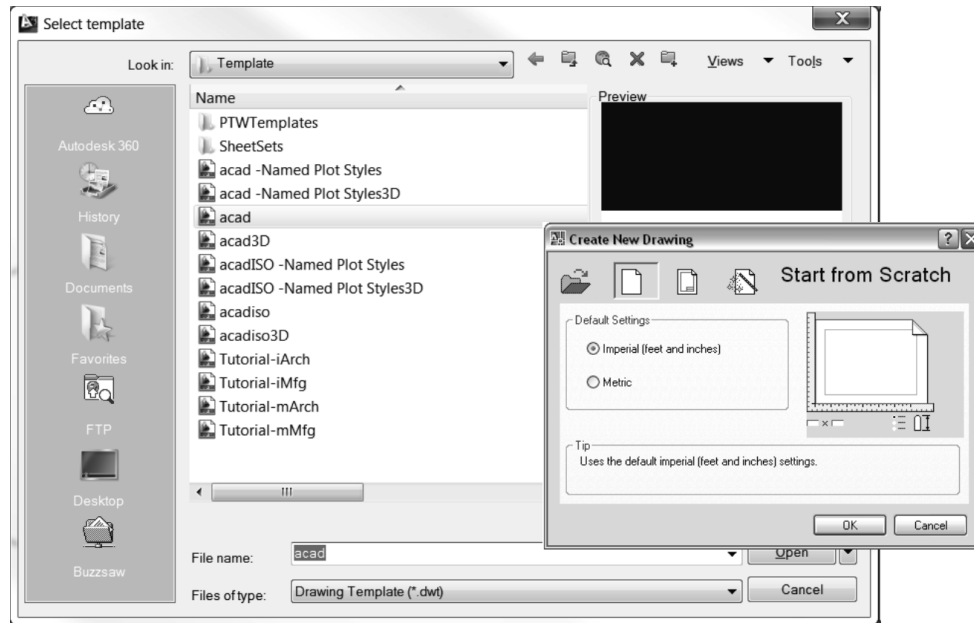 Select template
X
Look in:
Template
Views
Tools
Autodesk 360
History
Documents
Favorites
FTP
Desktop
Buzzsaw
Name
PTWTemplates
SheetSets
acad -Named Plot Styles
acad -Named Plot Styles3D
acad
acad3D
acadISO -Named Plot Styles
acadISO -Named Plot Styles3D
acadiso
acadiso3D
Tutorial-iArch
Tutorial-iMfg
Tutorial-mArch
Tutorial-mMfg
Preview
File name:
acad
Open
Files of type:
Drawing Template (*.dwt)
Cancel
Create New Drawing
? X
Start from Scratch
Default Settings
Imperial (feet and inches)
Metric
Tip
Uses the default imperial (feet and inches) settings.
OK
Cancel